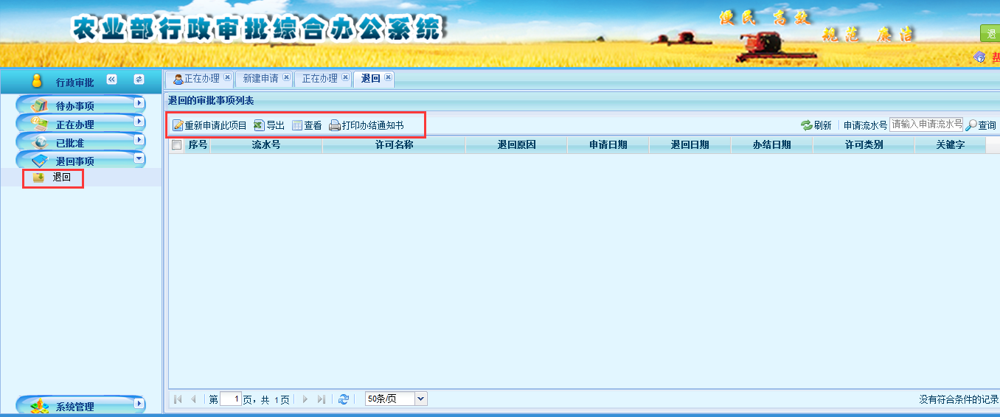 农业部行政审批综合办公系统
便民 高效
规范 廉洁
退
帮
行政审批
待办事项
正在办理
已批准
退回事项
退回
系统管理
正在办理 新建申请 正在办理 退回
退回的审批事项列表
重新申请此项目 导出 查看 打印办结通知书 刷新 申请流水号 请输入申请流水号 查询
序号 流水号 许可名称 退回原因 申请日期 退回日期 办结日期 许可类别 关键字
第 1 页，共 1页 50条/页 没有符合条件的记录